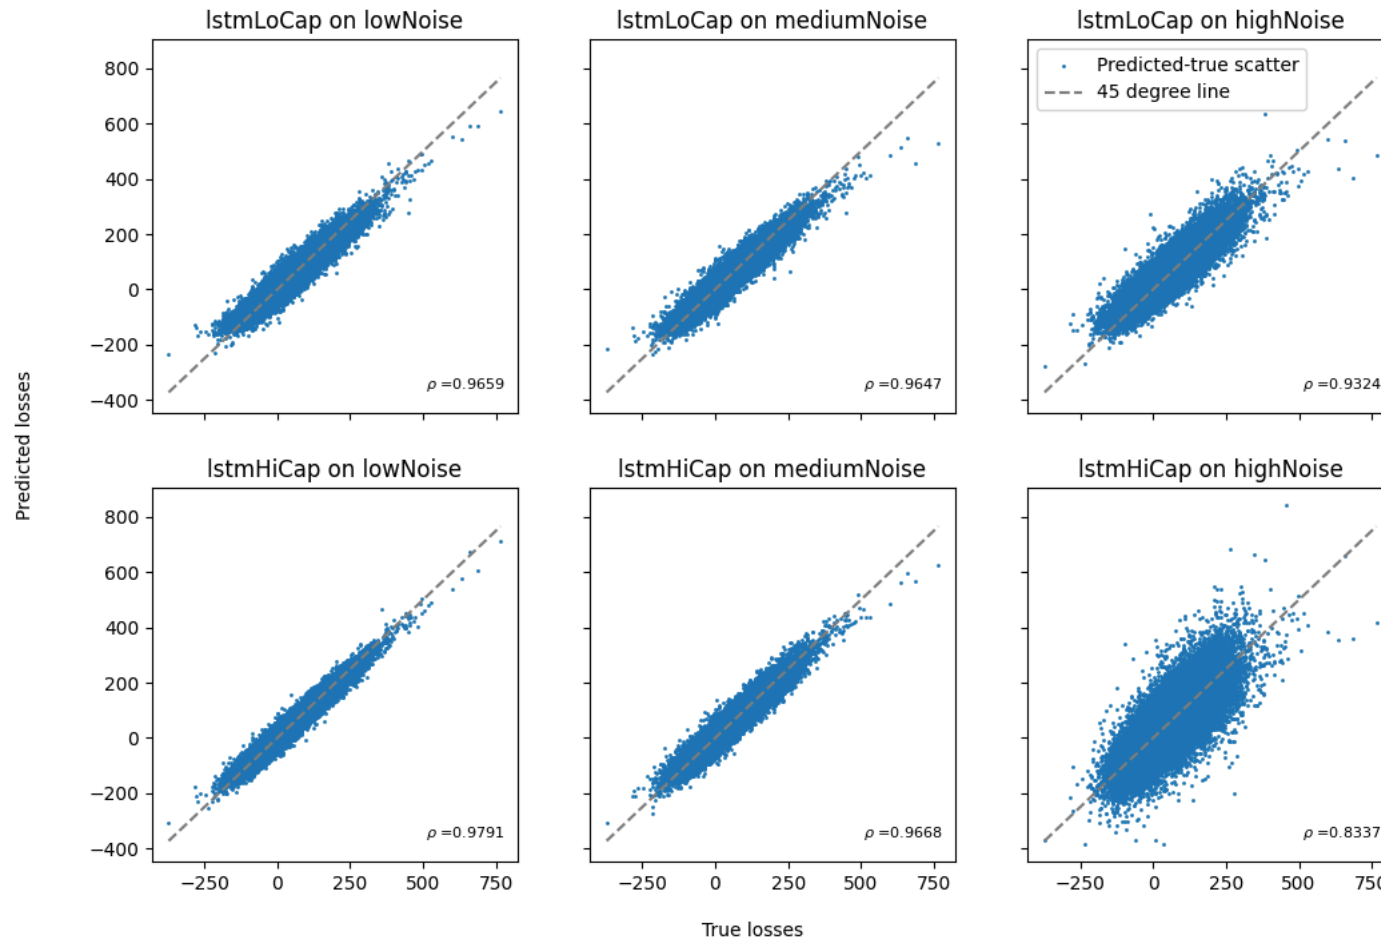 lstmLoCap on lowNoise
lstmLoCap on mediumNoise
lstmLoCap on highNoise
800
600
400
200
0
−200
−400
Predicted-true scatter
45 degree line
ρ =0.9659
ρ =0.9647
ρ =0.9324
Predicted losses
lstmHiCap on lowNoise
lstmHiCap on mediumNoise
lstmHiCap on highNoise
800
600
400
200
0
−200
−400
ρ =0.9791
ρ =0.9668
ρ =0.8337
−250 0 250 500 750
−250 0 250 500 750
−250 0 250 500 750
True losses